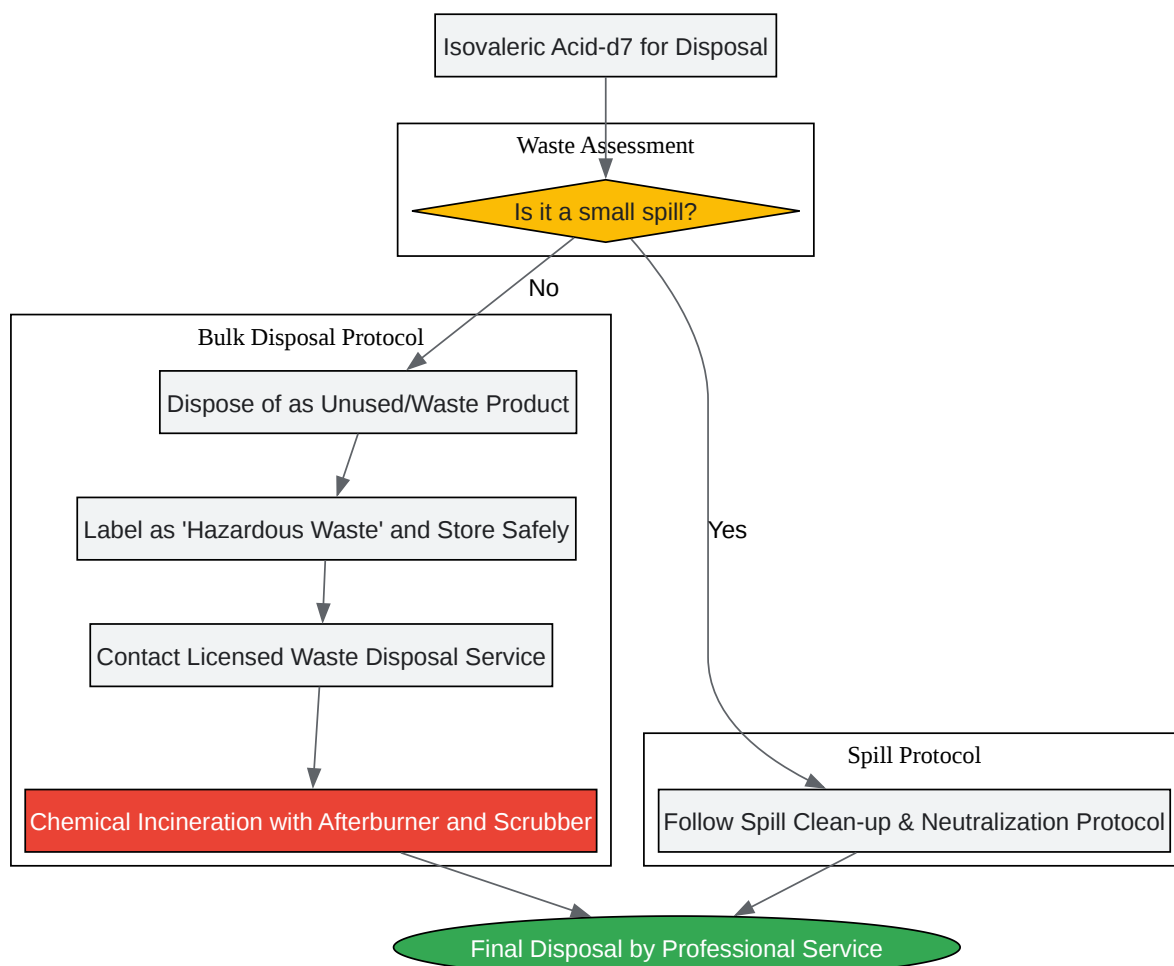 Isovaleric Acid-d7 for Disposal
Waste Assessment
Is it a small spill?
No
Yes
Bulk Disposal Protocol
Dispose of as Unused/Waste Product
Label as 'Hazardous Waste' and Store Safely
Contact Licensed Waste Disposal Service
Chemical Incineration with Afterburner and Scrubber
Spill Protocol
Follow Spill Clean-up & Neutralization Protocol
Final Disposal by Professional Service